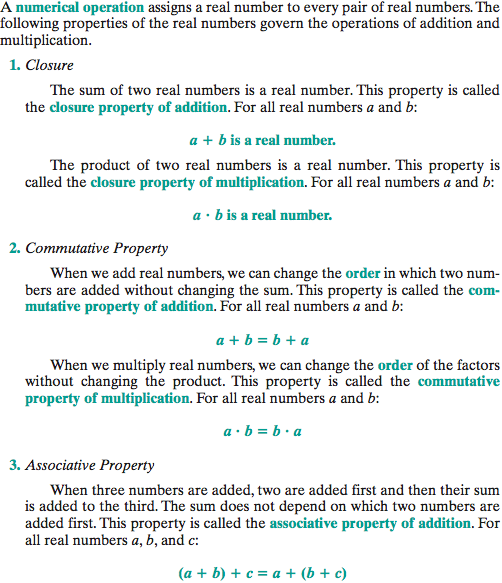 A numerical operation assigns a real number to every pair of real numbers. The
following properties of the real numbers govern the operations of addition and
multiplication.
1. Closure
The sum of two real numbers is a real number. This property is called
the closure property of addition. For all real numbers a and b:
a + b is a real number.
The product of two real numbers is a real number. This property is
called the closure property of multiplication. For all real numbers a and b:
a · b is a real number.
2. Commutative Property
When we add real numbers, we can change the order in which two num-
bers are added without changing the sum. This property is called the com-
mutative property of addition. For all real numbers a and b:
a + b = b + a
When we multiply real numbers, we can change the order of the factors
without changing the product. This property is called the commutative
property of multiplication. For all real numbers a and b:
a · b = b · a
3. Associative Property
When three numbers are added, two are added first and then their sum
is added to the third. The sum does not depend on which two numbers are
added first. This property is called the associative property of addition. For
all real numbers a, b, and c:
(a + b) + c = a + (b + c)